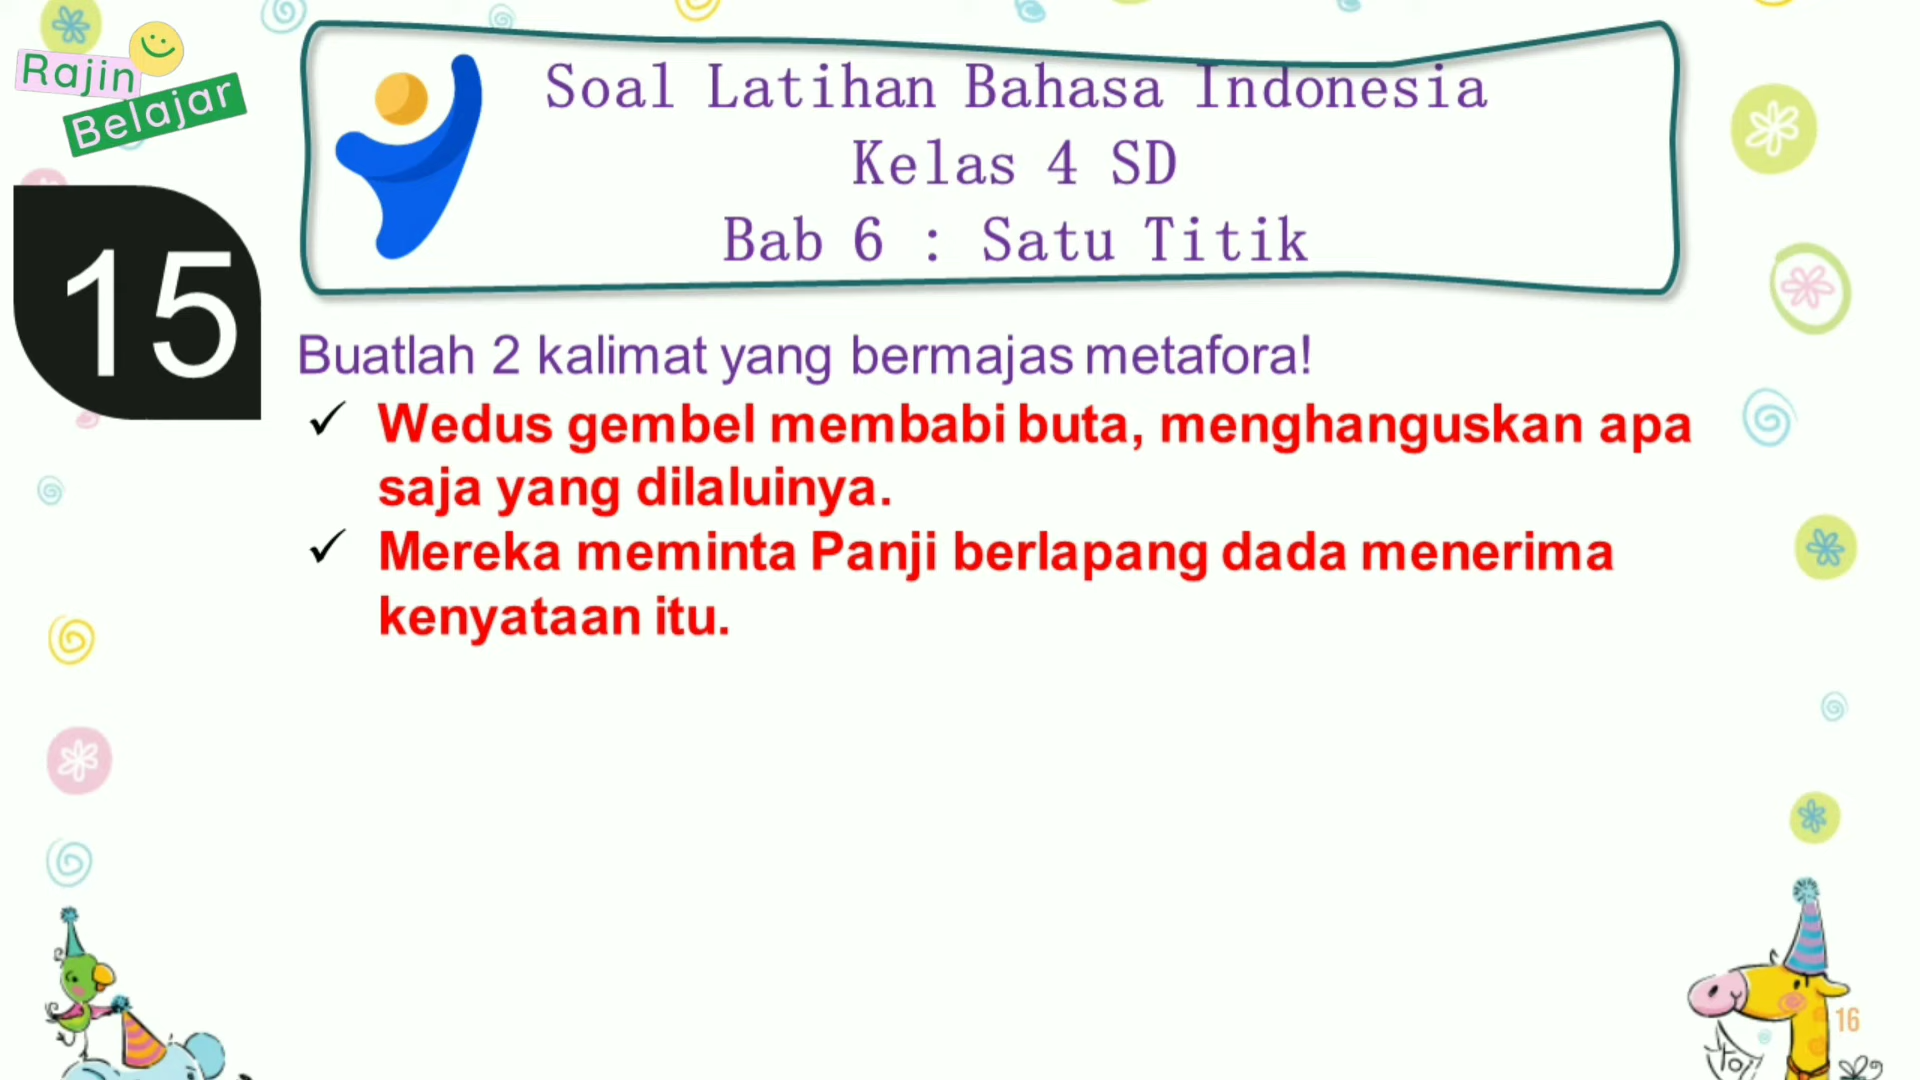 Rajin
Belajar
Soal Latihan Bahasa Indonesia
Kelas 4 SD
Bab 6 : Satu Titik
15
Buatlah 2 kalimat yang bermajas metafora!
✓ Wedus gembel membabi buta, menghanguskan apa
saja yang dilaluinya.
✓ Mereka meminta Panji berlapang dada menerima
kenyataan itu.
16